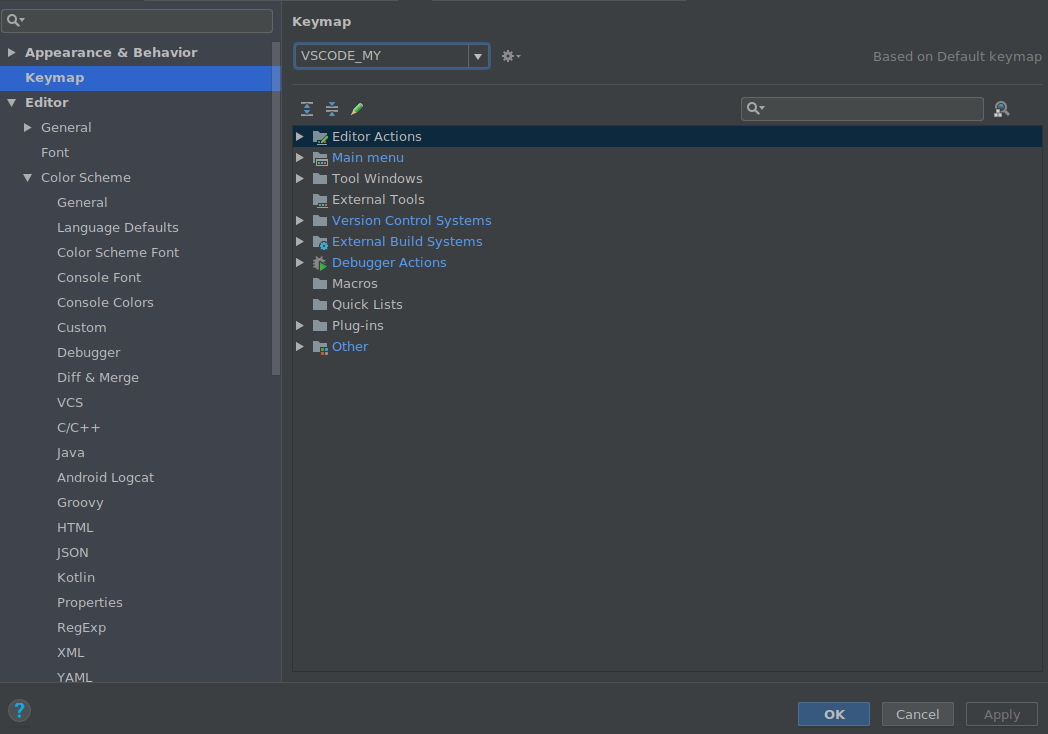 Appearance & Behavior
Keymap
Editor
General
Font
Color Scheme
General
Language Defaults
Color Scheme Font
Console Font
Console Colors
Custom
Debugger
Diff & Merge
VCS
C/C++
Java
Android Logcat
Groovy
HTML
JSON
Kotlin
Properties
RegExp
XML
YAML
Keymap
VSCODE_MY
Based on Default keymap
Editor Actions
Main menu
Tool Windows
External Tools
Version Control Systems
External Build Systems
Debugger Actions
Macros
Quick Lists
Plug-ins
Other
?
OK
Cancel
Apply